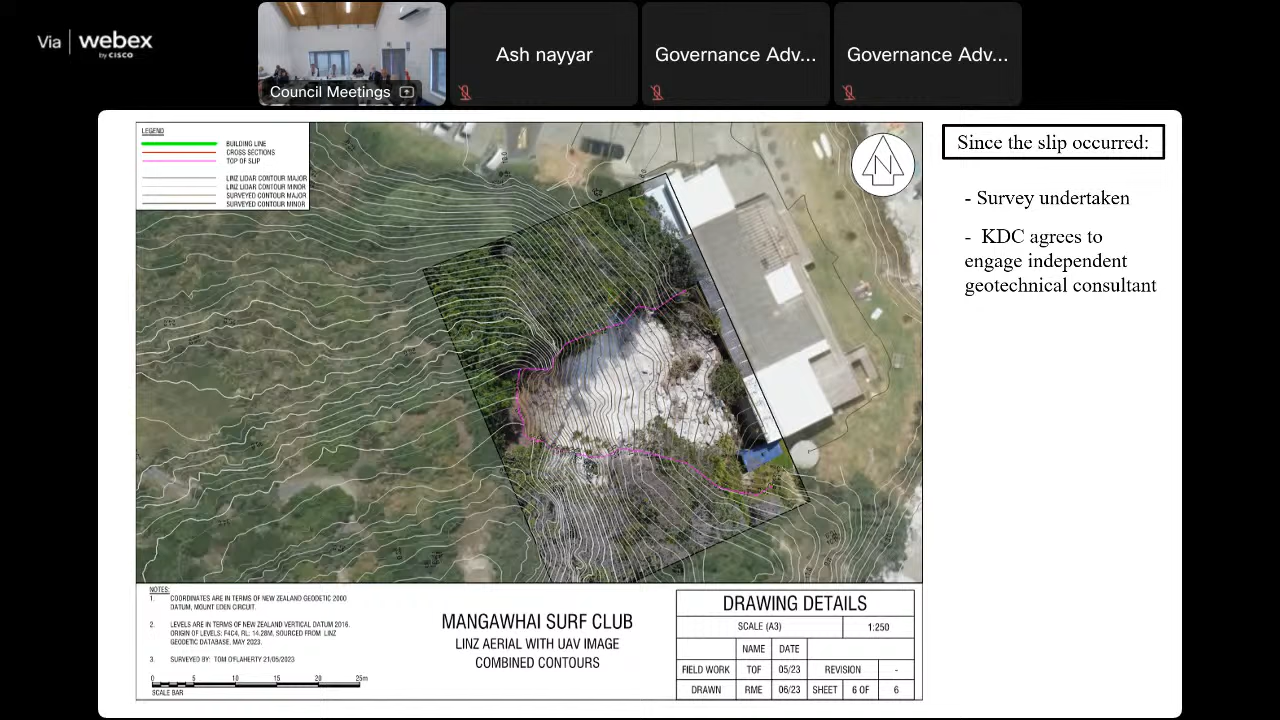 Via | webex
by CISCO
Council Meetings
Ash nayyar
Governance Adv...
Governance Adv...
LEGEND
BUILDING LINE
CROSS SECTIONS
TOP OF SLIP
LINZ LIDAR CONTOUR MAJOR
LINZ LIDAR CONTOUR MINOR
SURVEYED CONTOUR MAJOR
SURVEYED CONTOUR MINOR
N
Since the slip occurred:
- Survey undertaken
- KDC agrees to
engage independent
geotechnical consultant
NOTES:
1. COORDINATES ARE IN TERMS OF NEW ZEALAND GEODETIC 2000
DATUM, MOUNT EDEN CIRCUIT.
2. LEVELS ARE IN TERMS OF NEW ZEALAND VERTICAL DATUM 2016.
ORIGIN OF LEVELS: F4C4, RL: 14.28M, SOURCED FROM LINZ
GEODETIC DATABASE, MAY 2023.
3. SURVEYED BY: TOM O'FLAHERTY 21/05/2023
0 5 10 15 20 25m
SCALE BAR
MANGAWHAI SURF CLUB
LINZ AERIAL WITH UAV IMAGE
COMBINED CONTOURS
DRAWING DETAILS
SCALE (A3) 1:250
NAME DATE
FIELD WORK TOF 05/23 REVISION -
DRAWN RME 06/23 SHEET 6 OF 6